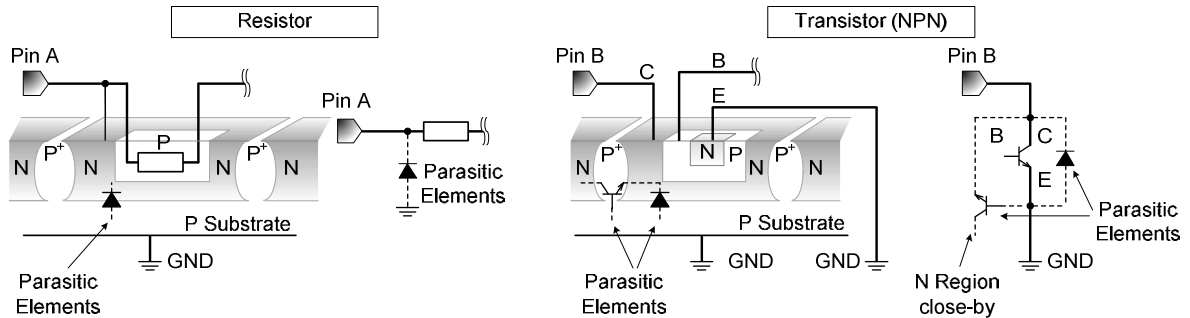 Resistor
Transistor (NPN)
Pin A
Pin B
C
B
E
Pin B
Pin A
N
P+
N
P
N
P+
N
Parasitic
Elements
N
P+
N
N
P
N
P+
N
B
C
E
Parasitic
Elements
P Substrate
GND
Parasitic
Elements
P Substrate
GND
GND
Parasitic
Elements
GND
N Region
close-by